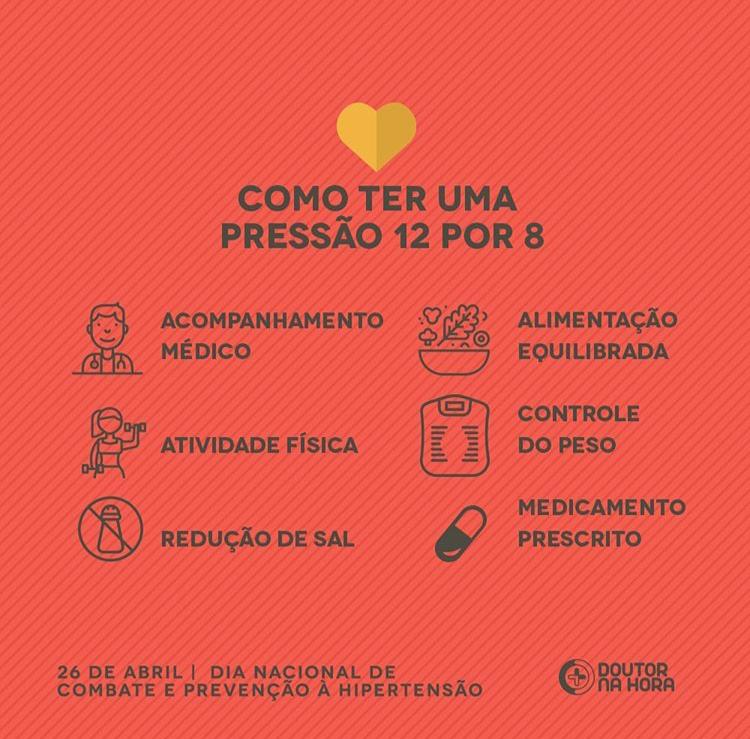 COMO TER UMA
PRESSÃO 12 POR 8
ACOMPANHAMENTO
MÉDICO
ALIMENTAÇÃO
EQUILIBRADA
ATIVIDADE FÍSICA
CONTROLE
DO PESO
REDUÇÃO DE SAL
MEDICAMENTO
PRESCRITO
26 DE ABRIL | DIA NACIONAL DE
COMBATE E PREVENÇÃO À HIPERTENSÃO
DOUTOR
NA HORA